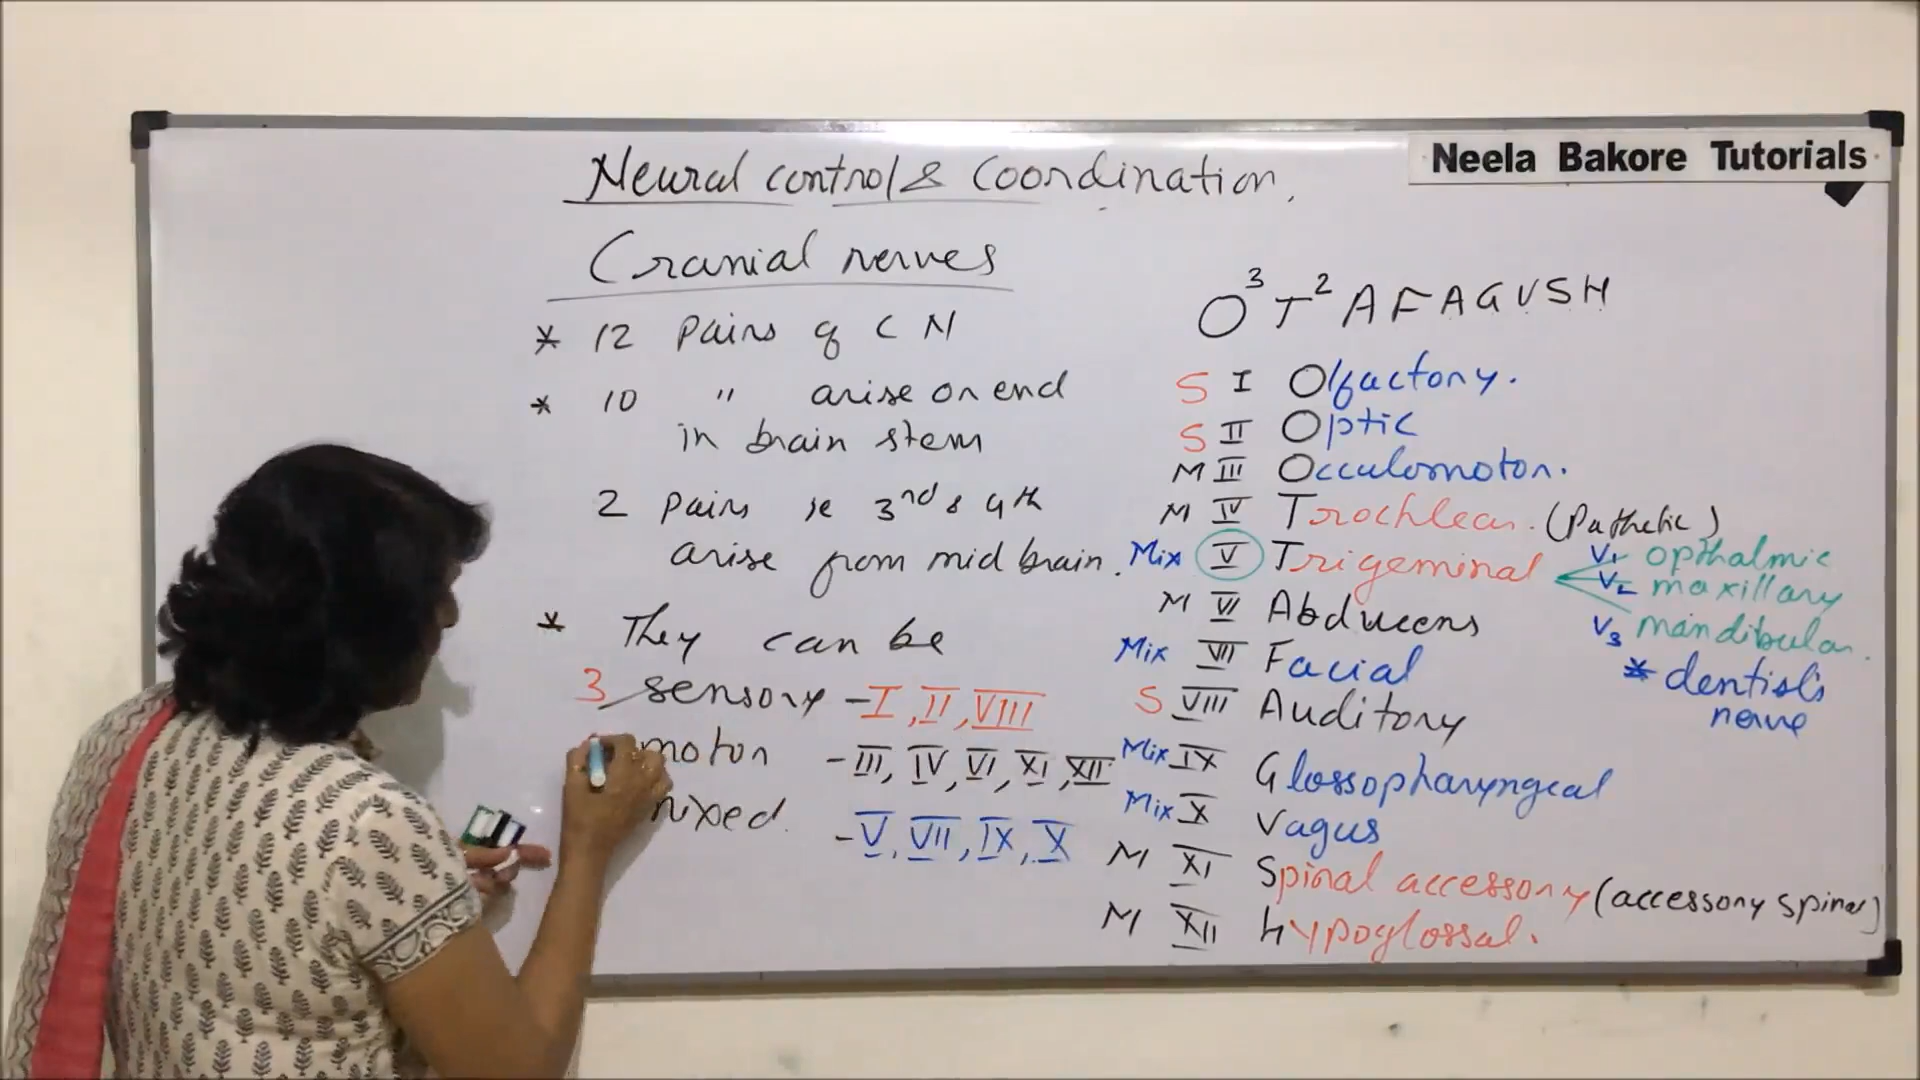 Neela Bakore Tutorials
Neural control & Coordination.
Cranial nerves
* 12 Pairs of C N
* 10 " arise or end
in brain stem
2 pairs ie 3rd & 4th
arise from mid brain.
* They can be
3 sensory - I, II, VIII
motor - III, IV, VI, XI, XII
mixed. - V, VII, IX, X
O³ T² A F A G V S H
S I Olfactory.
S II Optic
M III Occulomotor.
M IV Trochlear. (Pathetic)
Mix V Trigeminal
V1 opthalmic
V2 maxillary
V3 mandibular.
* dentist's
nerve
M VI Abducens
Mix VII Facial
S VIII Auditory
Mix IX Glossopharyngeal
Mix X Vagus
M XI Spinal accessory (accessory spinal)
M XII Hypoglossal.